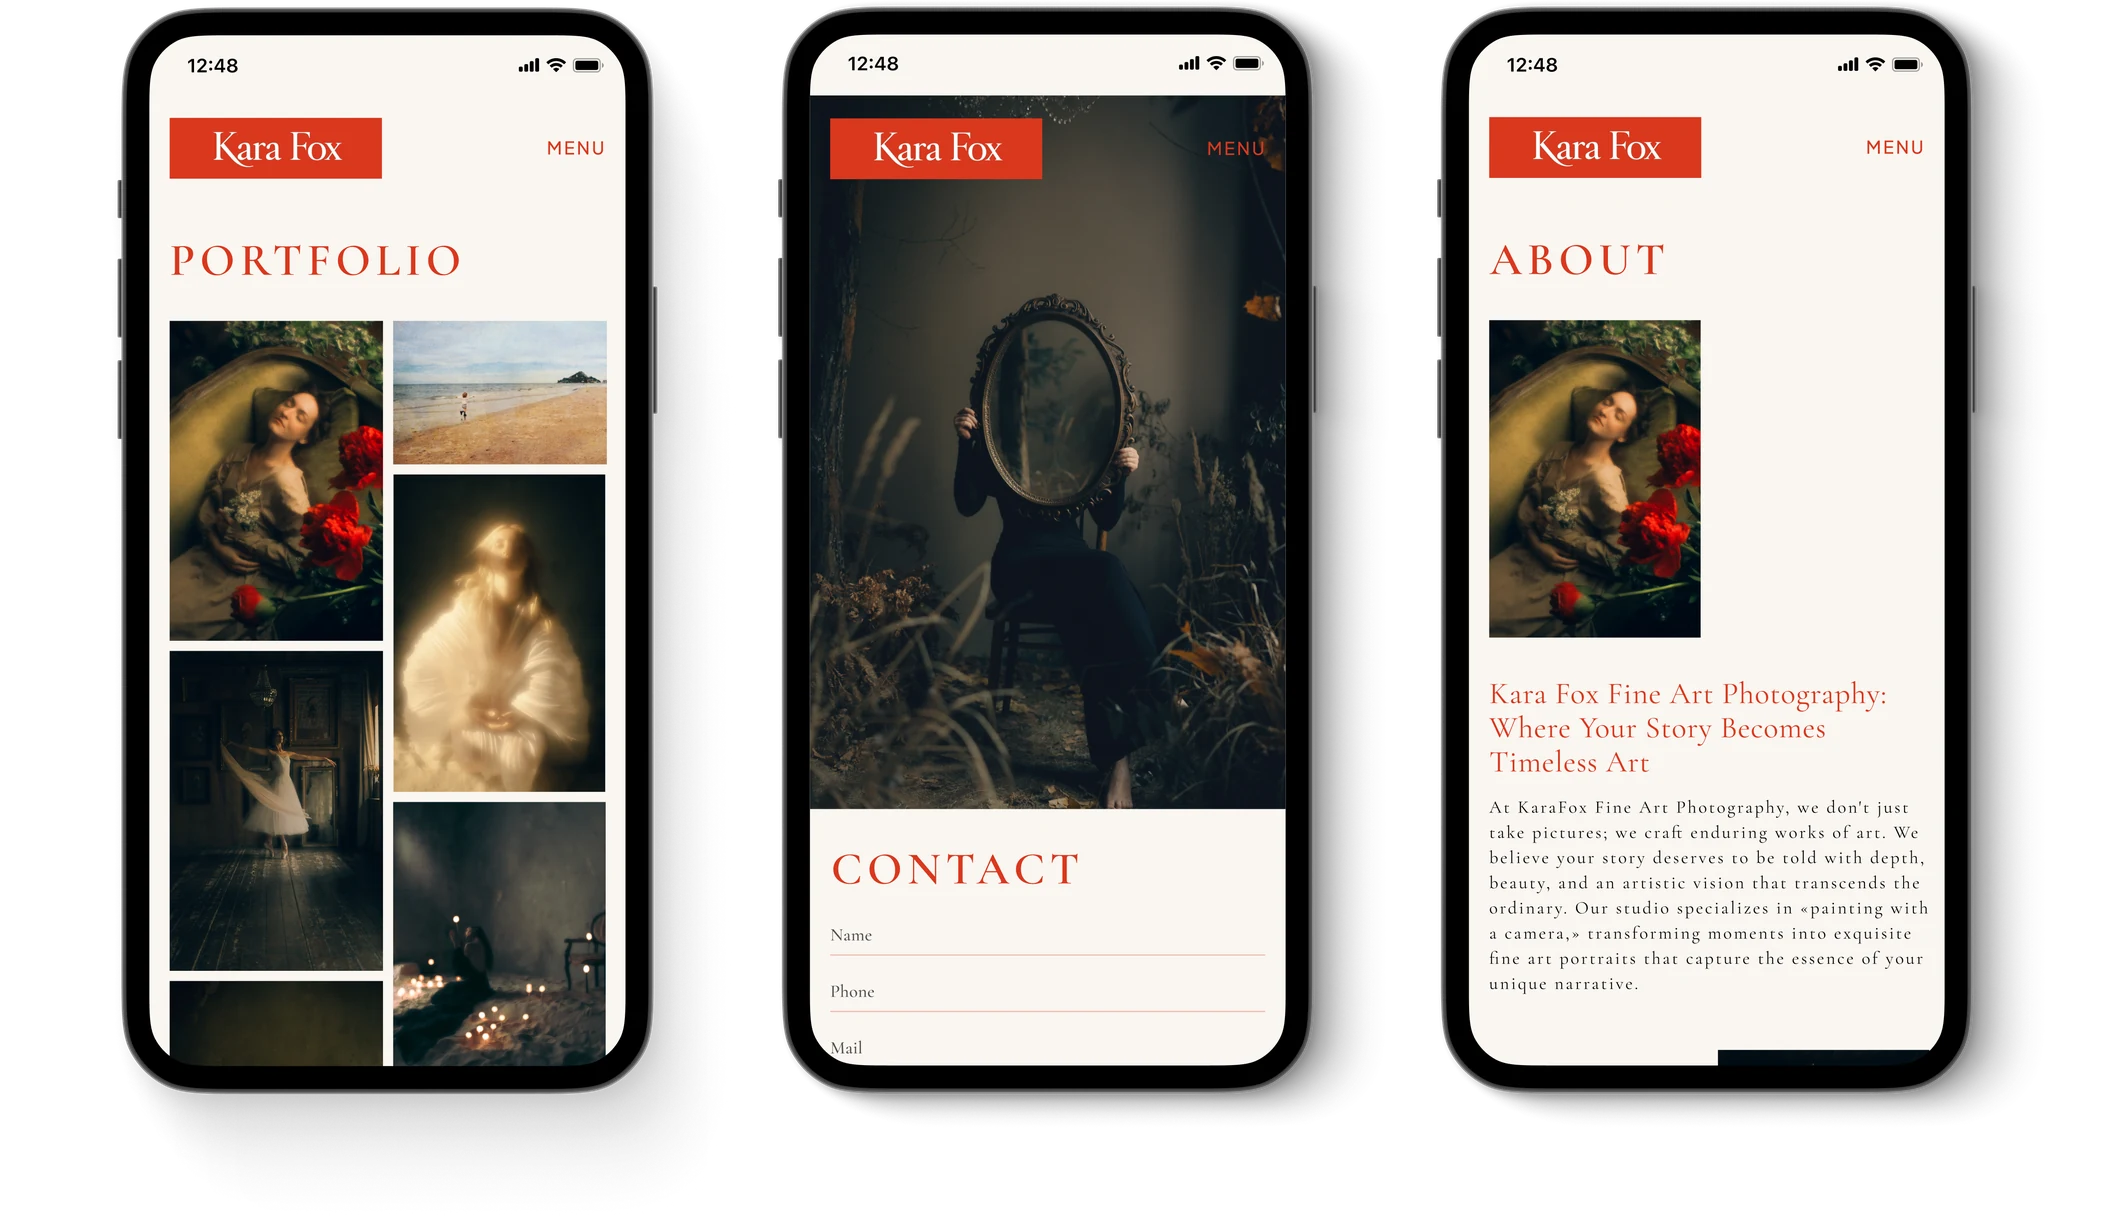 12:48
Kara Fox
MENU
PORTFOLIO
12:48
Kara Fox
MENU
CONTACT
Name
Phone
Mail
12:48
Kara Fox
MENU
ABOUT
Kara Fox Fine Art Photography:
Where Your Story Becomes
Timeless Art
At KaraFox Fine Art Photography, we don't just
take pictures; we craft enduring works of art. We
believe your story deserves to be told with depth,
beauty, and an artistic vision that transcends the
ordinary. Our studio specializes in «painting with
a camera,» transforming moments into exquisite
fine art portraits that capture the essence of your
unique narrative.